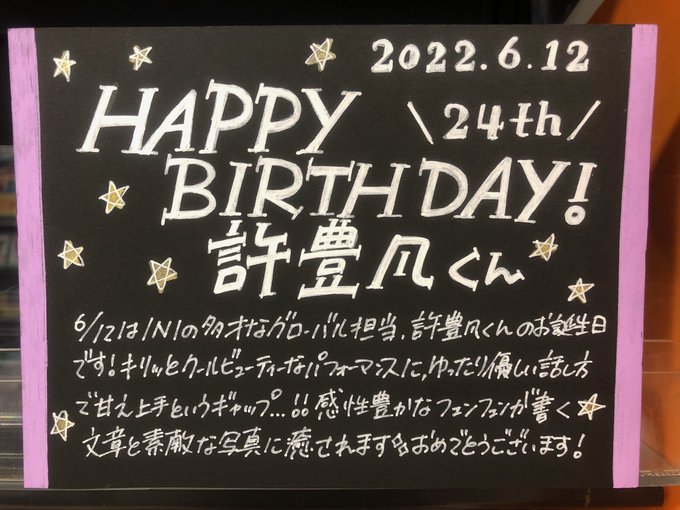 2022.6.12
HAPPY \24th/
BIRTHDAY!
許豊凡くん
6/12はINIの多才なグローバル担当、許豊凡くんのお誕生日
です!キリッとクールビューティーなパフォーマンスに、ゆったり優しい話し方
で甘え上手というギャップ...!!感性豊かなフェンフェンが書く
文章と素敵な写真に癒されます おめでとうございます!